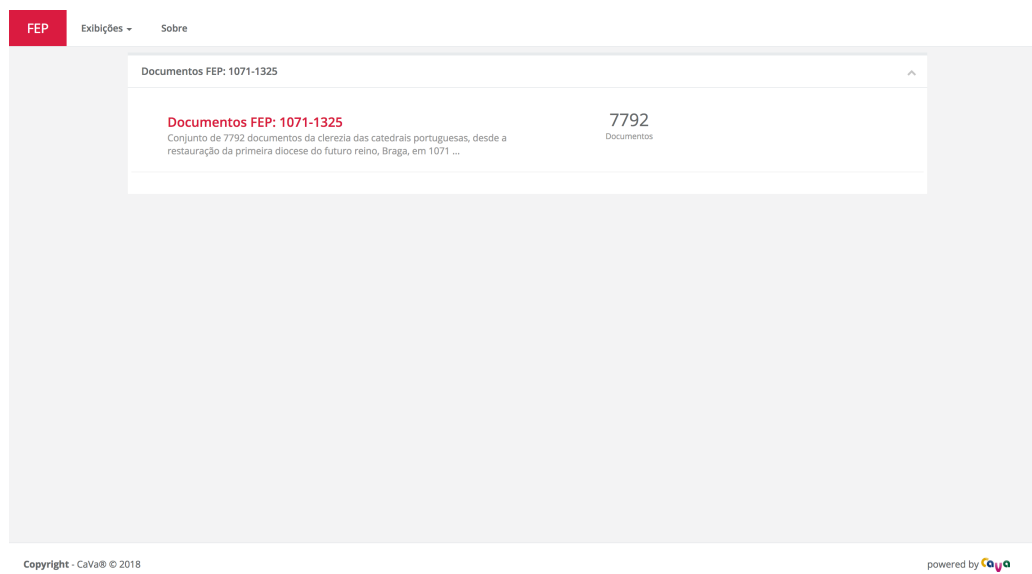 FEP Exibições Sobre
Documentos FEP: 1071-1325
Documentos FEP: 1071-1325
Conjunto de 7792 documentos da clerezia das catedrais portuguesas, desde a
restauração da primeira diocese do futuro reino, Braga, em 1071 ...
7792
Documentos
Copyright - CaVa® © 2018
powered by Cava